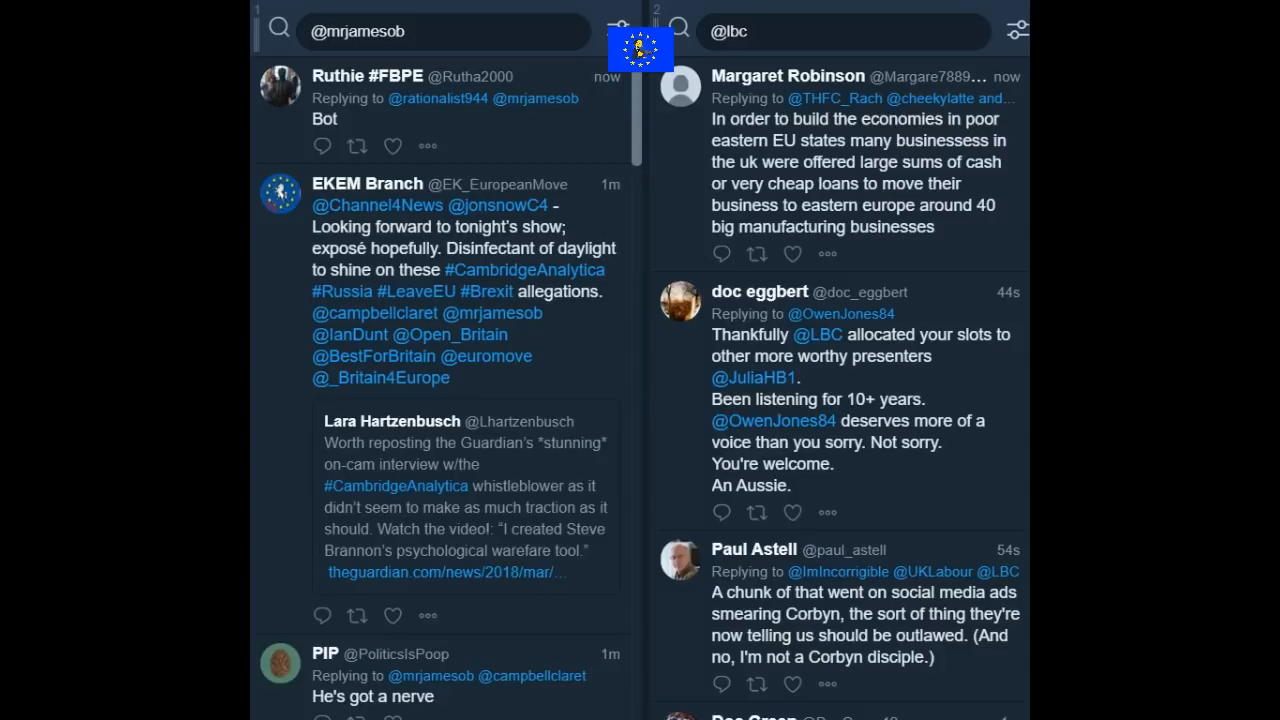 1
@mrjamesob
Ruthie #FBPE @Rutha2000 now
Replying to @rationalist944 @mrjamesob
Bot
EKEM Branch @EK_EuropeanMove 1m
@Channel4News @jonsnowC4 -
Looking forward to tonight's show;
exposé hopefully. Disinfectant of daylight
to shine on these #CambridgeAnalytica
#Russia #LeaveEU #Brexit allegations.
@campbellclaret @mrjamesob
@IanDunt @Open_Britain
@BestForBritain @euromove
@_Britain4Europe
Lara Hartzenbusch @Lhartzenbusch
Worth reposting the Guardian's *stunning*
on-cam interview w/the
#CambridgeAnalytica whistleblower as it
didn't seem to make as much traction as it
should. Watch the video!: “I created Steve
Brannon's psychological warefare tool.”
theguardian.com/news/2018/mar/…
PIP @PoliticsIsPoop 1m
Replying to @mrjamesob @campbellclaret
He's got a nerve
2
@lbc
Margaret Robinson @Margare7889… now
Replying to @THFC_Rach @cheekylatte and…
In order to build the economies in poor
eastern EU states many businessess in
the uk were offered large sums of cash
or very cheap loans to move their
business to eastern europe around 40
big manufacturing businesses
doc eggbert @doc_eggbert 44s
Replying to @OwenJones84
Thankfully @LBC allocated your slots to
other more worthy presenters
@JuliaHB1.
Been listening for 10+ years.
@OwenJones84 deserves more of a
voice than you sorry. Not sorry.
You're welcome.
An Aussie.
Paul Astell @paul_astell 54s
Replying to @ImIncorrigible @UKLabour @LBC
A chunk of that went on social media ads
smearing Corbyn, the sort of thing they're
now telling us should be outlawed. (And
no, I'm not a Corbyn disciple.)